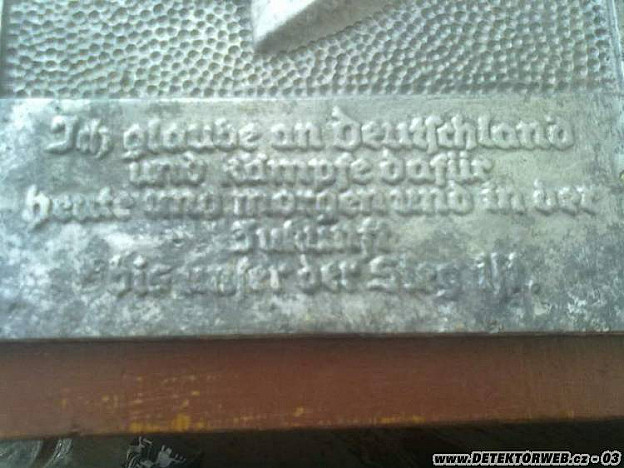 Ich glaube an Deutschland
und kämpfe dafür
heute und morgen und in der
Zukunft
bis unser der Sieg ist.
www.DETEKTORWEB.cz - 03